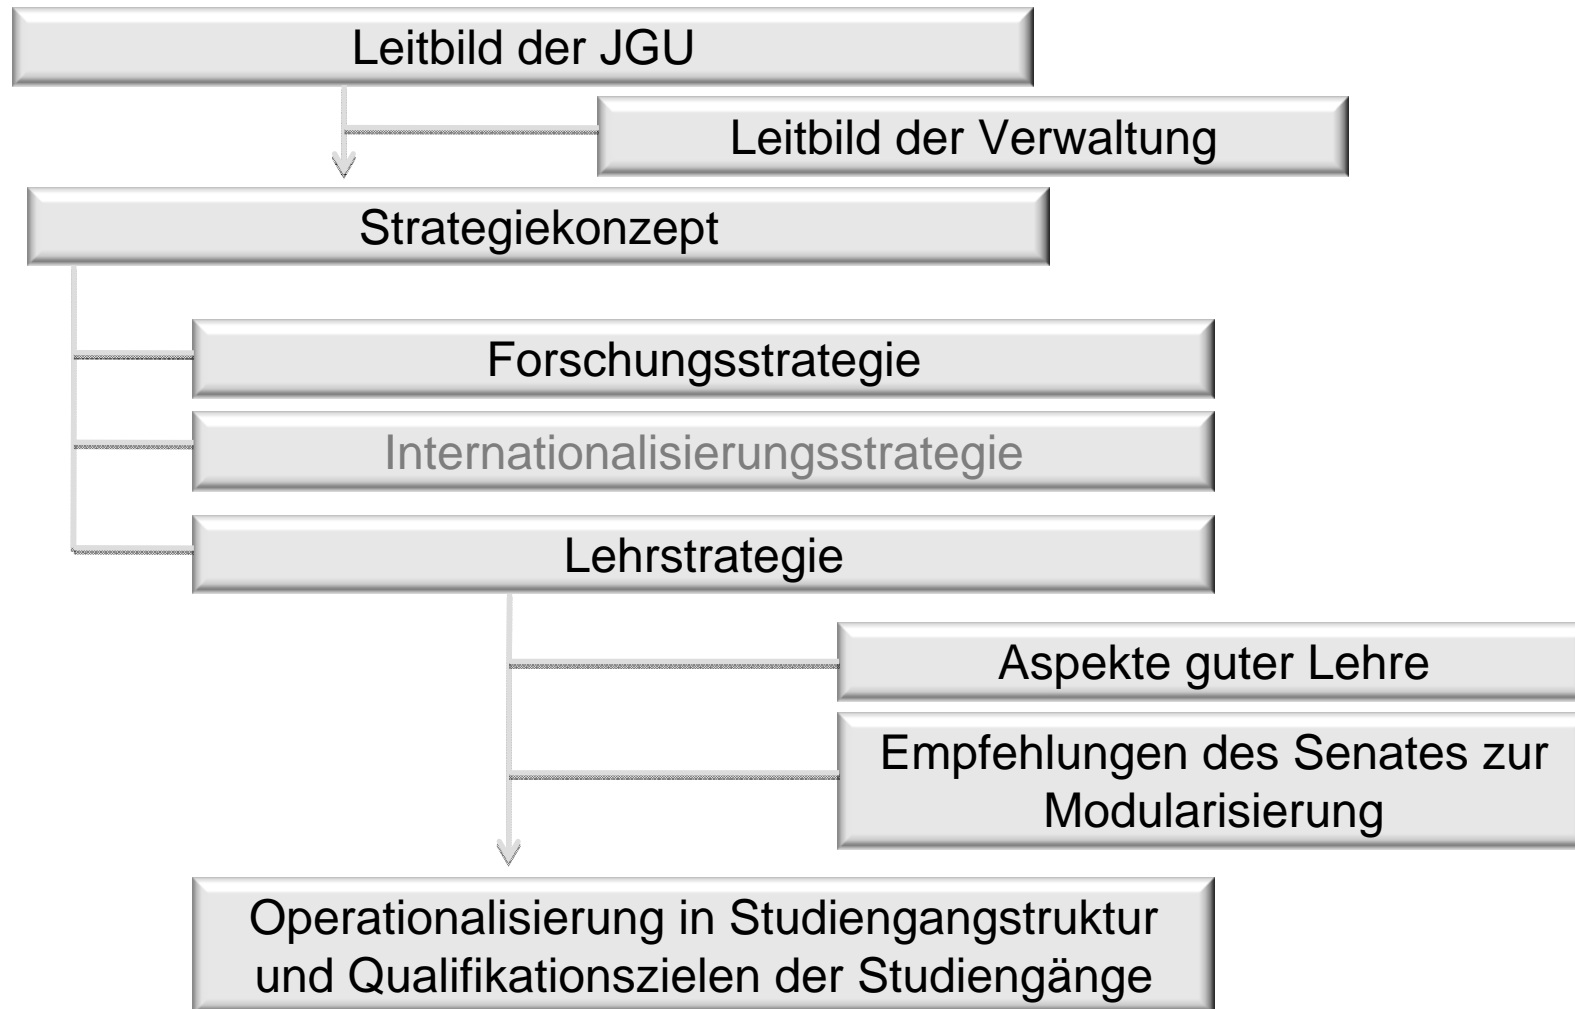 Leitbild der JGU
Leitbild der Verwaltung
Strategiekonzept
Forschungsstrategie
Internationalisierungsstrategie
Lehrstrategie
Aspekte guter Lehre
Empfehlungen des Senates zur
Modularisierung
Operationalisierung in Studiengangstruktur
und Qualifikationszielen der Studiengänge